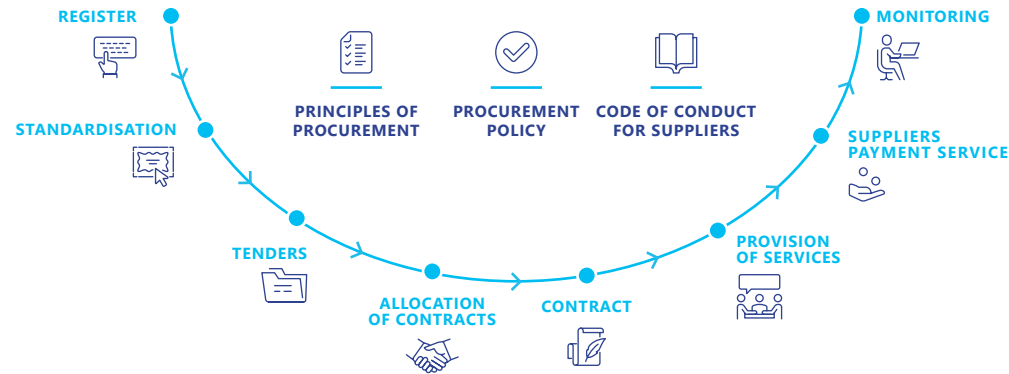 REGISTER
STANDARDISATION
TENDERS
ALLOCATION
OF CONTRACTS
CONTRACT
PROVISION
OF SERVICES
SUPPLIERS
PAYMENT SERVICE
MONITORING
PRINCIPLES OF
PROCUREMENT
PROCUREMENT
POLICY
CODE OF CONDUCT
FOR SUPPLIERS